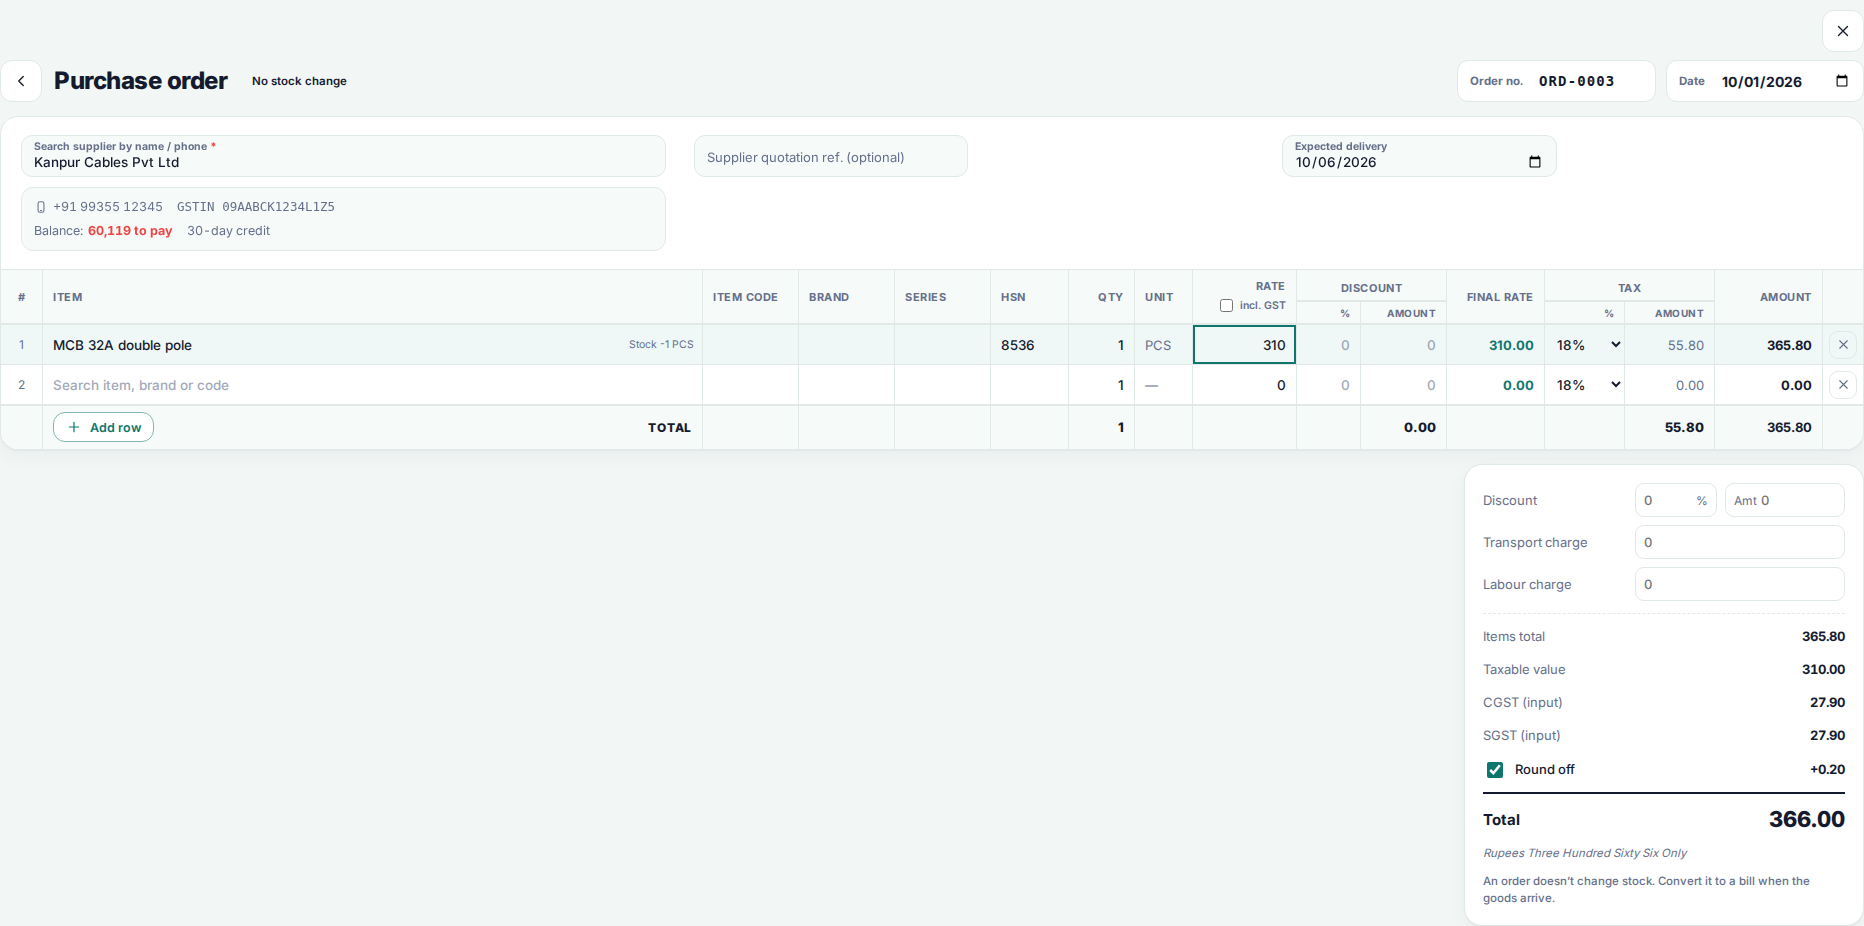 Purchase order No stock change Order no. ORD-0003 Date 10/01/2026
Search supplier by name / phone *
Kanpur Cables Pvt Ltd
Supplier quotation ref. (optional)
Expected delivery
10/06/2026
+91 99355 12345 GSTIN 09AABCK1234L1Z5
Balance: 60,119 to pay 30-day credit
# ITEM ITEM CODE BRAND SERIES HSN QTY UNIT RATE incl. GST DISCOUNT % AMOUNT FINAL RATE TAX % AMOUNT AMOUNT
1 MCB 32A double pole Stock -1 PCS 8536 1 PCS 310 0 0 310.00 18% 55.80 365.80
2 Search item, brand or code 1 — 0 0 0 0.00 18% 0.00 0.00
Add row TOTAL 1 0.00 55.80 365.80
Discount 0 % Amt 0
Transport charge 0
Labour charge 0
Items total 365.80
Taxable value 310.00
CGST (input) 27.90
SGST (input) 27.90
Round off +0.20
Total 366.00
Rupees Three Hundred Sixty Six Only
An order doesn't change stock. Convert it to a bill when the
goods arrive.